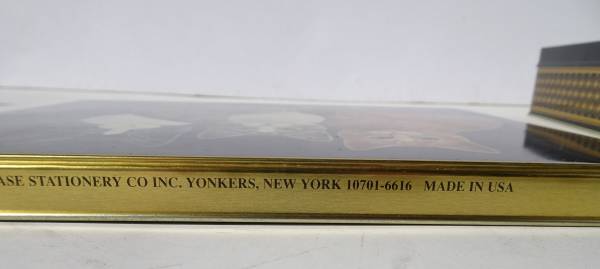 ASE STATIONERY CO INC. YONKERS, NEW YORK 10701-6616 MADE IN USA